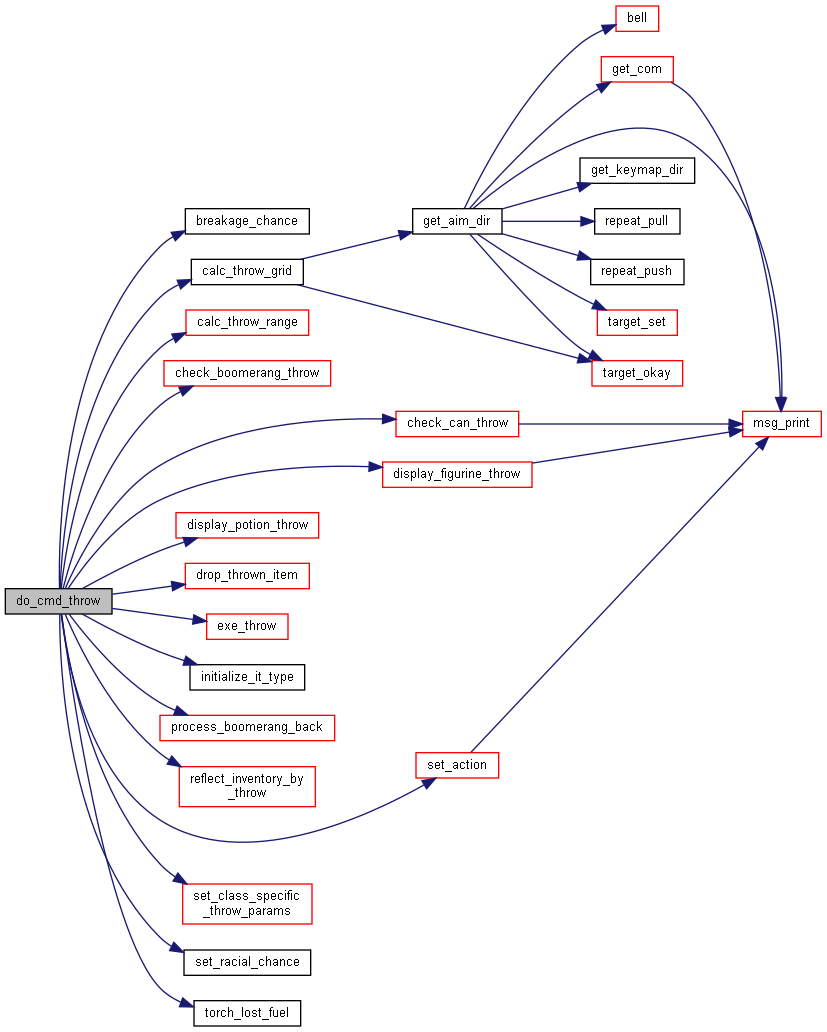 bell
get_com
get_keymap_dir
breakage_chance
get_aim_dir
repeat_pull
calc_throw_grid
repeat_push
calc_throw_range
target_set
check_boomerang_throw
target_okay
check_can_throw
msg_print
display_figurine_throw
display_potion_throw
drop_thrown_item
do_cmd_throw
exe_throw
initialize_it_type
process_boomerang_back
set_action
reflect_inventory_by
_throw
set_class_specific
_throw_params
set_racial_chance
torch_lost_fuel